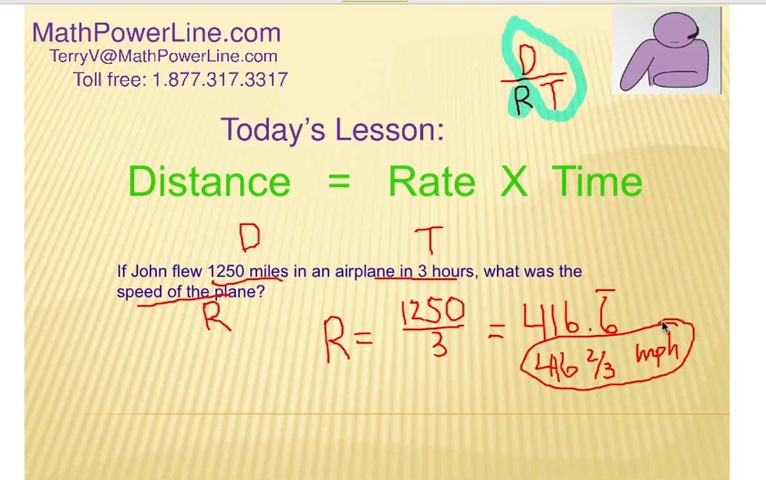 MathPowerLine.com
TerryV@MathPowerLine.com
Toll free: 1.877.317.3317
D
R T
Today's Lesson:
Distance = Rate X Time
D T
If John flew 1250 miles in an airplane in 3 hours, what was the
speed of the plane?
R
R = 1250/3 = 416.6̅
416 2/3 mph